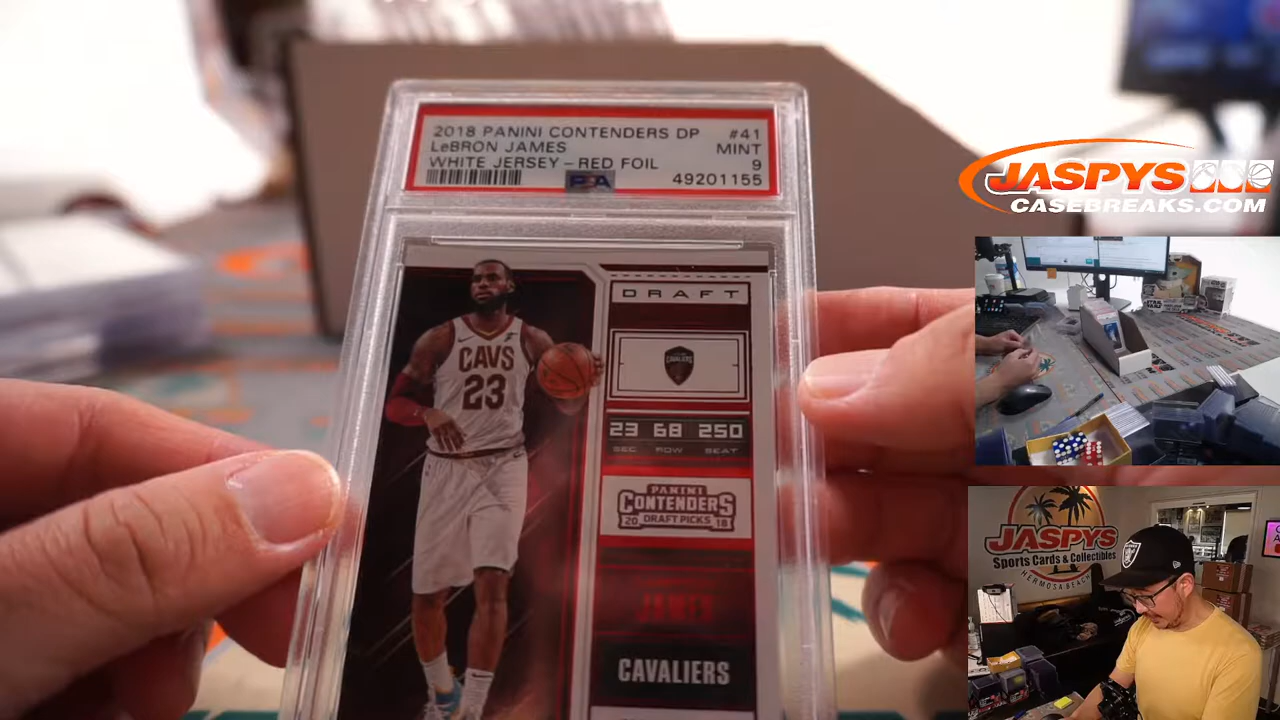 2018 PANINI CONTENDERS DP #41
LeBRON JAMES MINT
WHITE JERSEY - RED FOIL 9
PSA 49201155
DRAFT
CAVALIERS
CAVS
23
23 68 250
SEC ROW SEAT
PANINI
CONTENDERS
20 DRAFT PICKS 18
JAMES
CAVALIERS
JASPYS
CASEBREAKS.COM
JASPYS
Sports Cards & Collectibles
HERMOSA BEACH